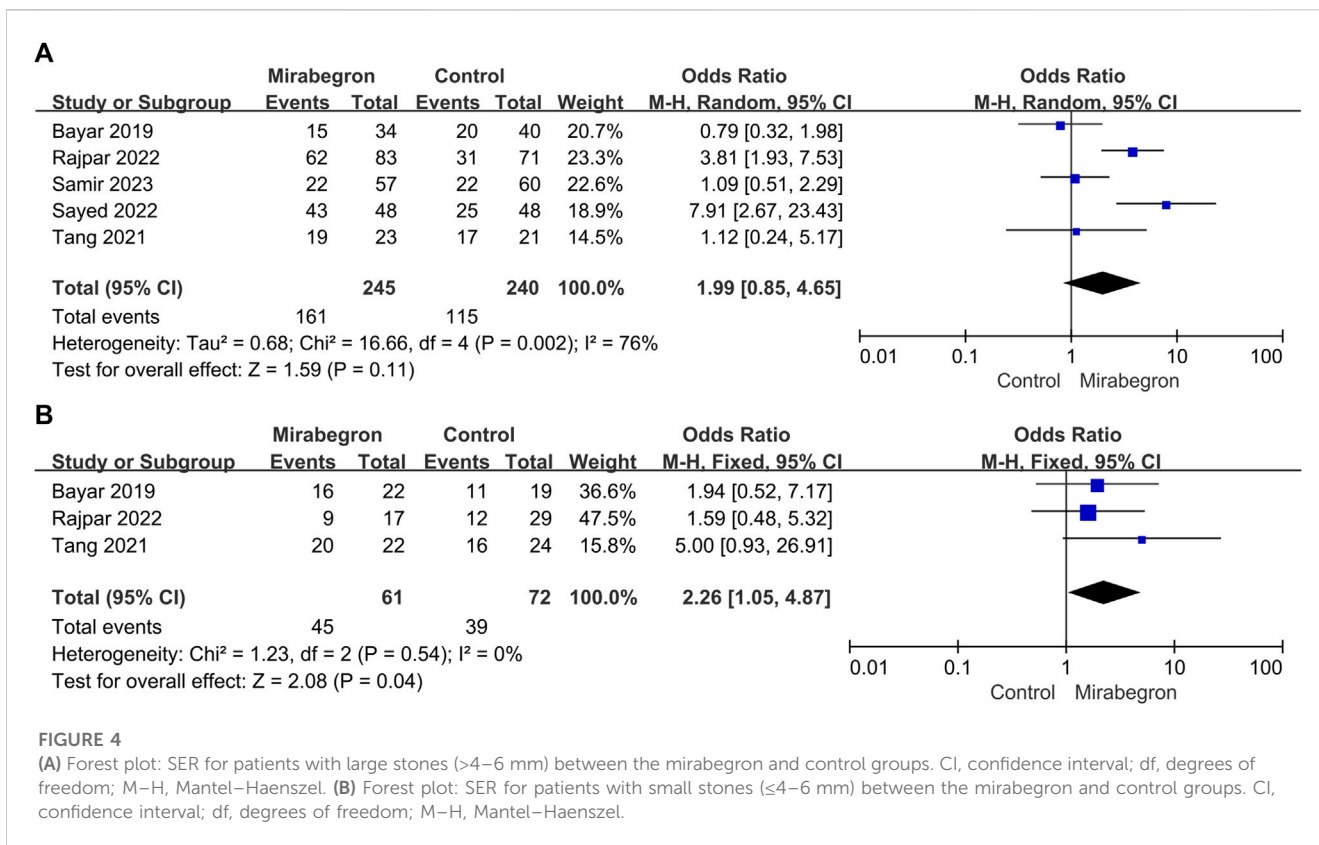 A
Mirabegron Control Odds Ratio Odds Ratio
Study or Subgroup Events Total Events Total Weight M-H, Random, 95% CI M-H, Random, 95% CI
Bayar 2019 15 34 20 40 20.7% 0.79 [0.32, 1.98]
Rajpar 2022 62 83 31 71 23.3% 3.81 [1.93, 7.53]
Samir 2023 22 57 22 60 22.6% 1.09 [0.51, 2.29]
Sayed 2022 43 48 25 48 18.9% 7.91 [2.67, 23.43]
Tang 2021 19 23 17 21 14.5% 1.12 [0.24, 5.17]
Total (95% CI) 245 240 100.0% 1.99 [0.85, 4.65]
Total events 161 115
Heterogeneity: Tau² = 0.68; Chi² = 16.66, df = 4 (P = 0.002); I² = 76%
Test for overall effect: Z = 1.59 (P = 0.11)
0.01 0.1 1 10 100
Control Mirabegron
B
Mirabegron Control Odds Ratio Odds Ratio
Study or Subgroup Events Total Events Total Weight M-H, Fixed, 95% CI M-H, Fixed, 95% CI
Bayar 2019 16 22 11 19 36.6% 1.94 [0.52, 7.17]
Rajpar 2022 9 17 12 29 47.5% 1.59 [0.48, 5.32]
Tang 2021 20 22 16 24 15.8% 5.00 [0.93, 26.91]
Total (95% CI) 61 72 100.0% 2.26 [1.05, 4.87]
Total events 45 39
Heterogeneity: Chi² = 1.23, df = 2 (P = 0.54); I² = 0%
Test for overall effect: Z = 2.08 (P = 0.04)
0.01 0.1 1 10 100
Control Mirabegron
FIGURE 4
(A) Forest plot: SER for patients with large stones (>4–6 mm) between the mirabegron and control groups. CI, confidence interval; df, degrees of
freedom; M–H, Mantel–Haenszel. (B) Forest plot: SER for patients with small stones (≤4–6 mm) between the mirabegron and control groups. CI,
confidence interval; df, degrees of freedom; M–H, Mantel–Haenszel.